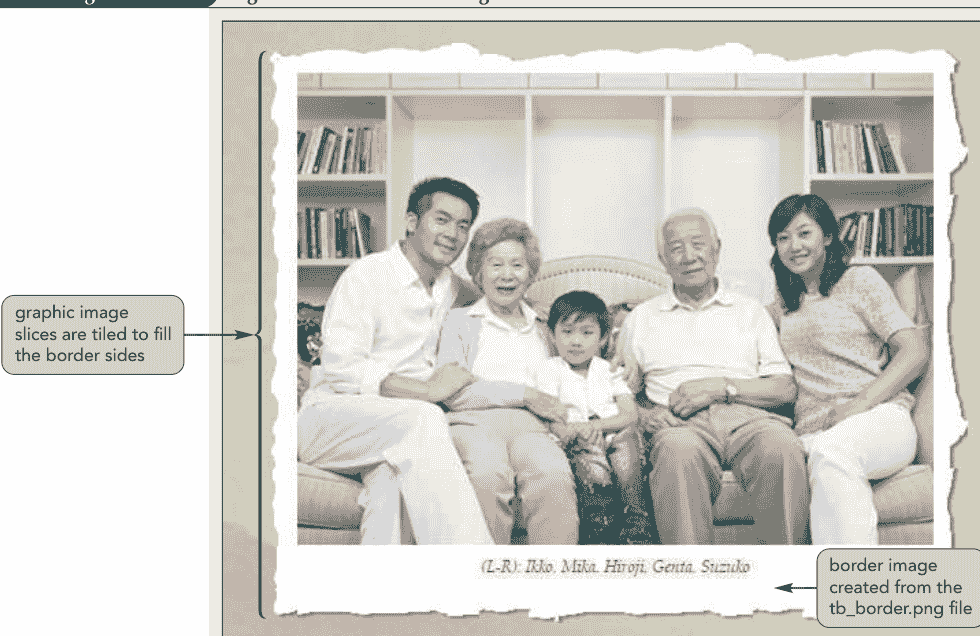 graphic image
slices are tiled to fill
the border sides
(L-R): Ikko, Mika, Hiroji, Genta, Suzuko
border image
created from the
tb_border.png file